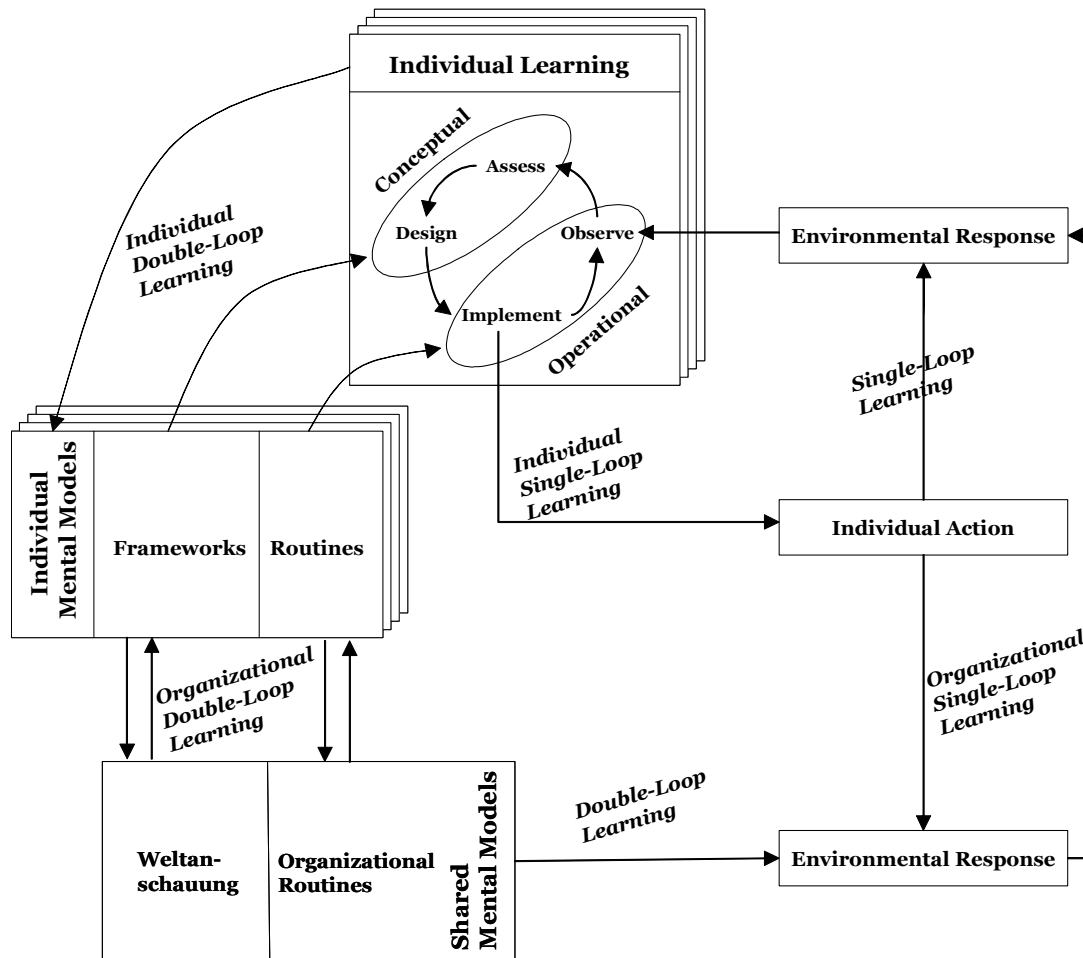 Individual Learning
Conceptual
Assess
Design
Observe
Implement
Operational
Environmental Response
Individual
Double-Loop
Learning
Single-Loop
Learning
Individual
Single-Loop
Learning
Individual
Mental Models
Frameworks
Routines
Individual Action
Organizational
Double-Loop
Learning
Organizational
Single-Loop
Learning
Weltan-
schauung
Organizational
Routines
Shared
Mental Models
Double-Loop
Learning
Environmental Response